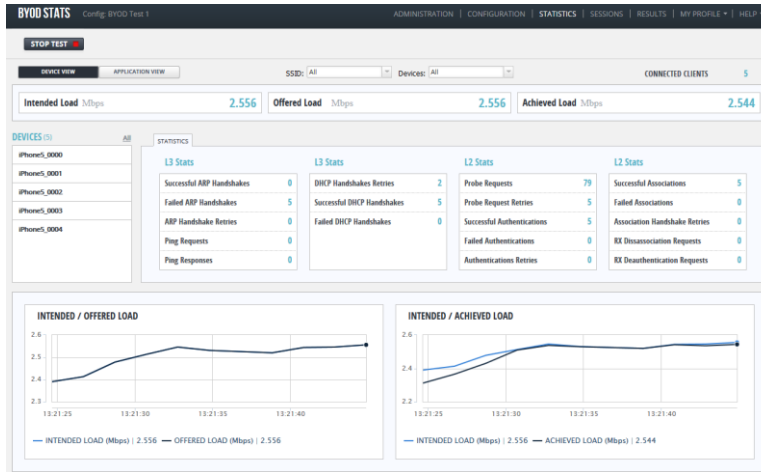 BYOD STATS Config: BYOD Test 1 ADMINISTRATION | CONFIGURATION | STATISTICS | SESSIONS | RESULTS | MY PROFILE | HELP
STOP TEST
DEVICE VIEW APPLICATION VIEW SSID: All Devices: All CONNECTED CLIENTS 5
Intended Load Mbps 2.556 Offered Load Mbps 2.556 Achieved Load Mbps 2.544
DEVICES (5) All
iPhone5_0000
iPhone5_0001
iPhone5_0002
iPhone5_0003
iPhone5_0004
STATISTICS
L3 Stats
Successful ARP Handshakes 0
Failed ARP Handshakes 5
ARP Handshake Retries 0
Ping Requests 0
Ping Responses 0
L3 Stats
DHCP Handshakes Retries 2
Successful DHCP Handshakes 5
Failed DHCP Handshakes 0
L2 Stats
Probe Requests 79
Probe Request Retries 5
Successful Authentications 5
Failed Authentications 0
Authentications Retries 0
L2 Stats
Successful Associations 5
Failed Associations 0
Association Handshake Retries 0
RX Dissassociation Requests 0
RX Deauthentication Requests 0
INTENDED / OFFERED LOAD
2.6
2.5
2.4
2.3
13:21:25 13:21:30 13:21:35 13:21:40
INTENDED LOAD (Mbps) | 2.556 OFFERED LOAD (Mbps) | 2.556
INTENDED / ACHIEVED LOAD
2.6
2.4
2.2
13:21:25 13:21:30 13:21:35 13:21:40
INTENDED LOAD (Mbps) | 2.556 ACHIEVED LOAD (Mbps) | 2.544